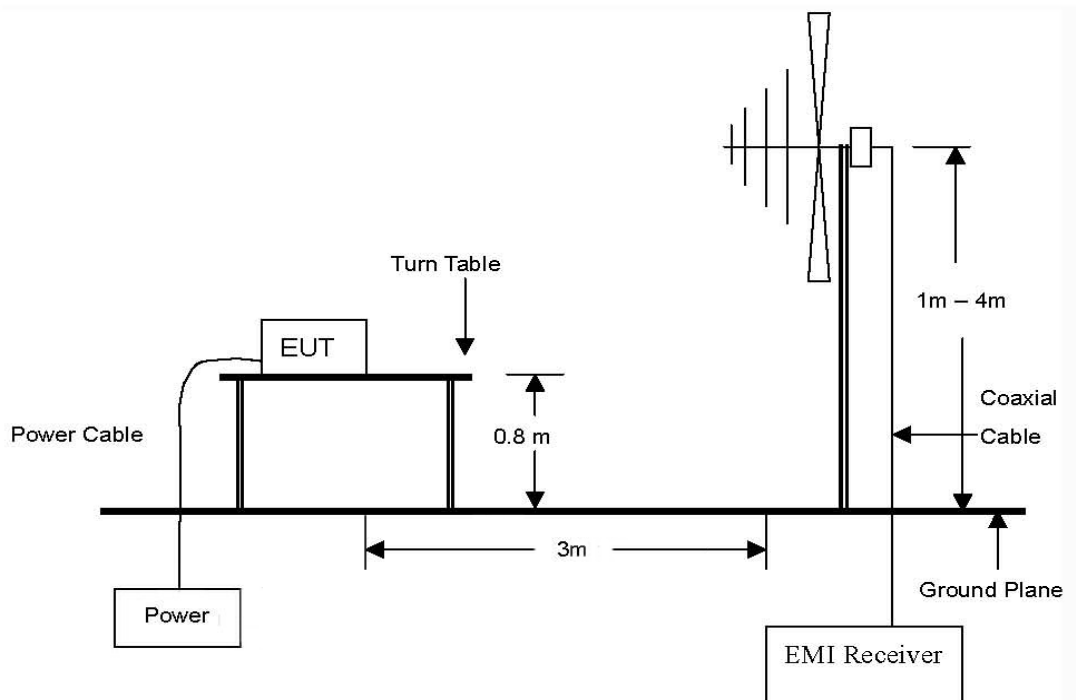 Turn Table
1m – 4m
EUT
Coaxial
Cable
Power Cable
0.8 m
3m
Ground Plane
Power
EMI Receiver